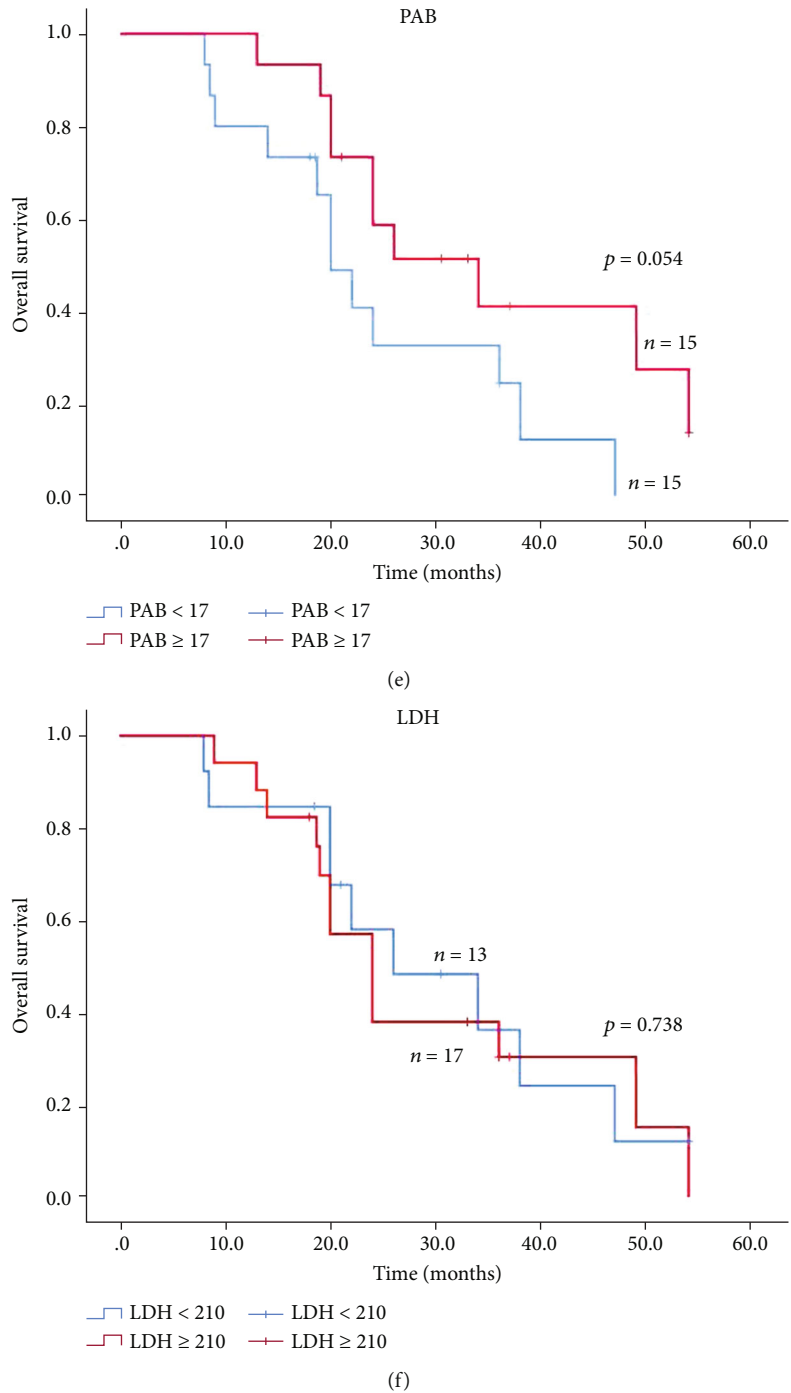 PAB
1.0
0.8
0.6
0.4
0.2
0.0
Overall survival
p = 0.054
n = 15
n = 15
.0 10.0 20.0 30.0 40.0 50.0 60.0
Time (months)
PAB < 17 PAB < 17
PAB ≥ 17 PAB ≥ 17
(e)
LDH
1.0
0.8
0.6
0.4
0.2
0.0
Overall survival
n = 13
p = 0.738
n = 17
.0 10.0 20.0 30.0 40.0 50.0 60.0
Time (months)
LDH < 210 LDH < 210
LDH ≥ 210 LDH ≥ 210
(f)